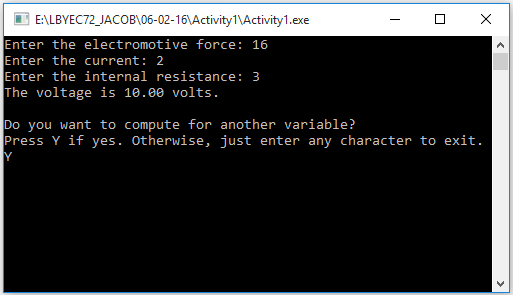 E:\LBYEC72_JACOB\06-02-16\Activity1\Activity1.exe
Enter the electromotive force: 16
Enter the current: 2
Enter the internal resistance: 3
The voltage is 10.00 volts.
Do you want to compute for another variable?
Press Y if yes. Otherwise, just enter any character to exit.
Y